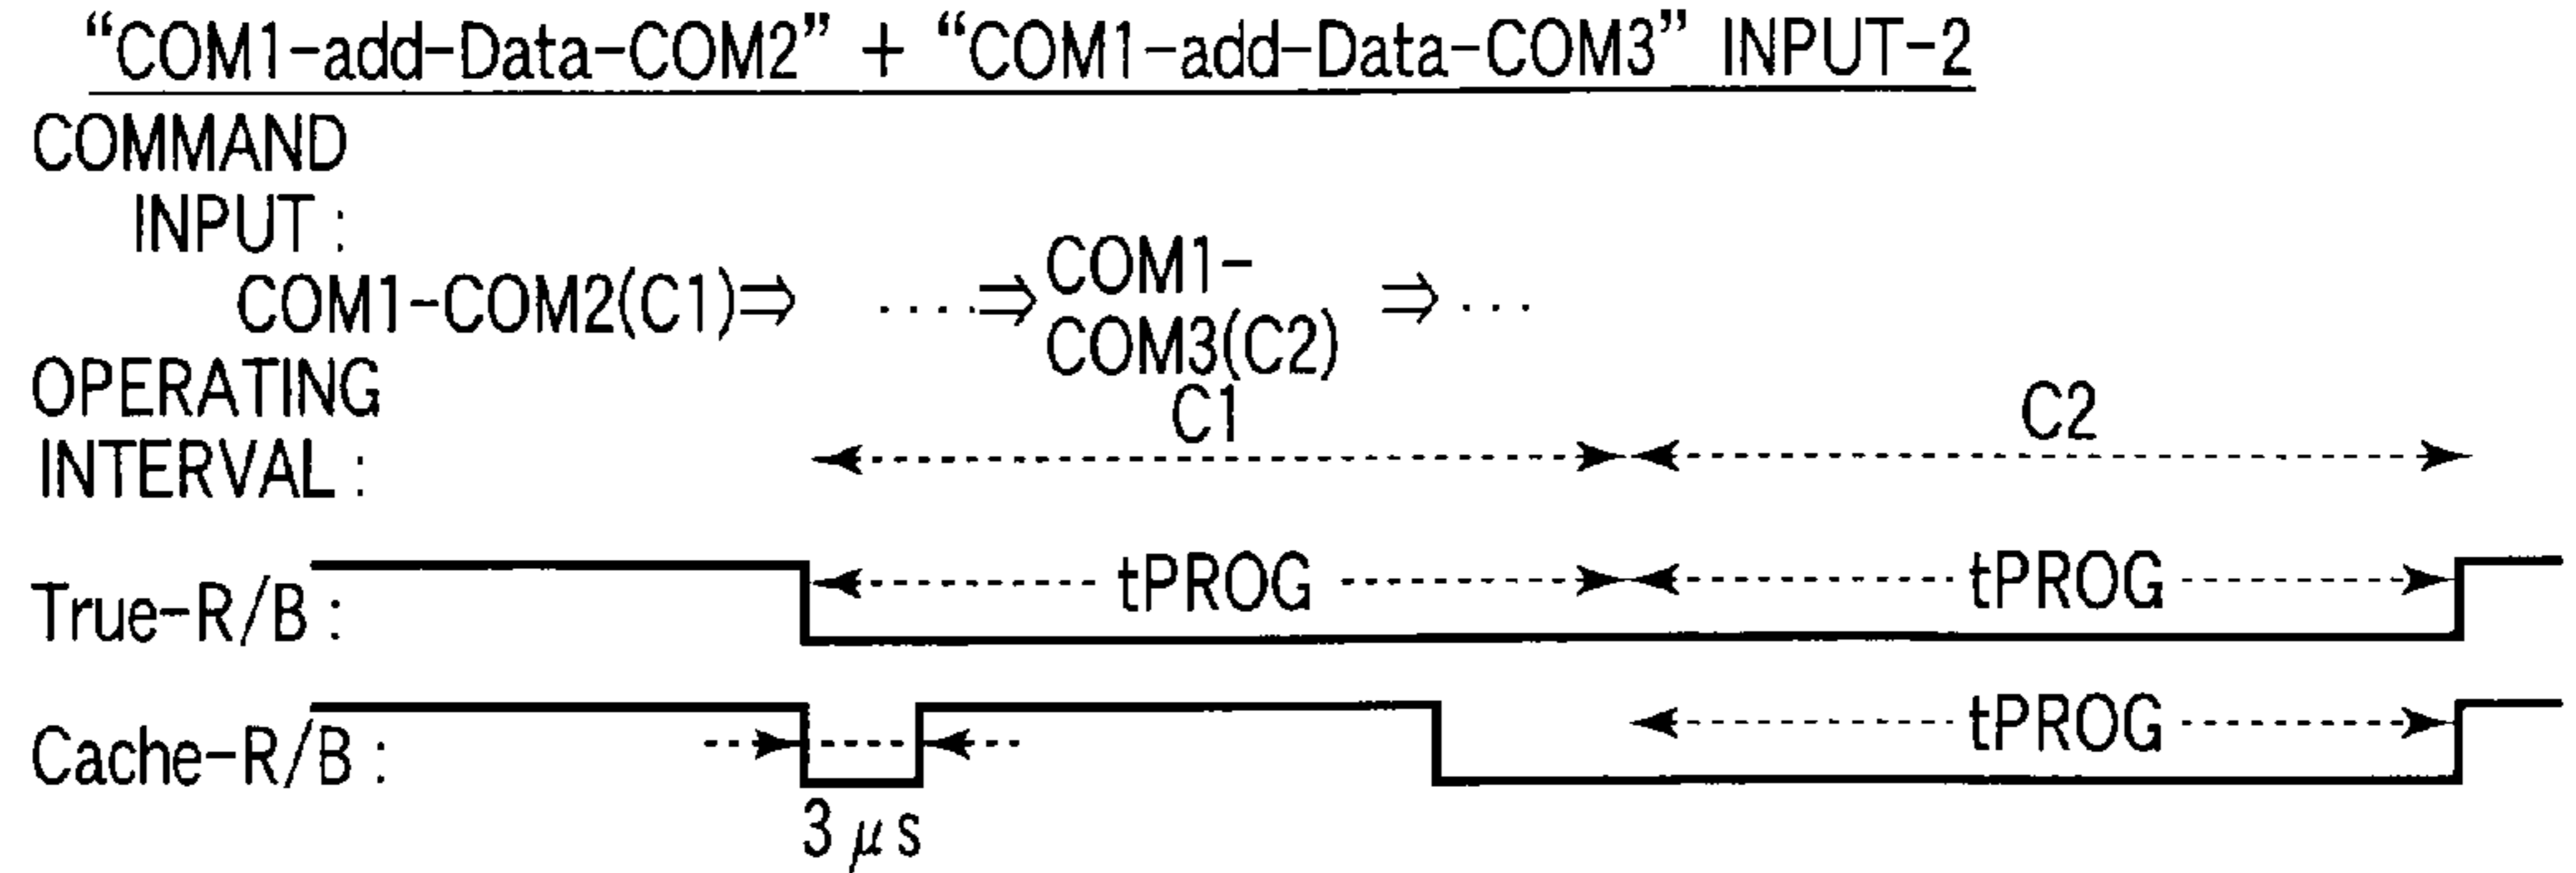 “COM1-add-Data-COM2” + “COM1-add-Data-COM3” INPUT-2
COMMAND
INPUT :
COM1-COM2(C1)⇒ ····⇒ COM1- ⇒ ···
COM3(C2)
OPERATING
INTERVAL :
C1 C2
True-R/B : tPROG tPROG
Cache-R/B : tPROG
3 μs